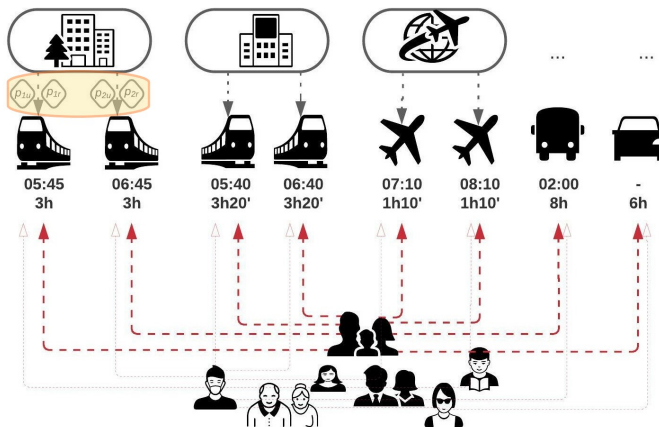 ... ...
p1u p1r p2u p2r
05:45 06:45 05:40 06:40 07:10 08:10 02:00 -
3h 3h 3h20' 3h20' 1h10' 1h10' 8h 6h